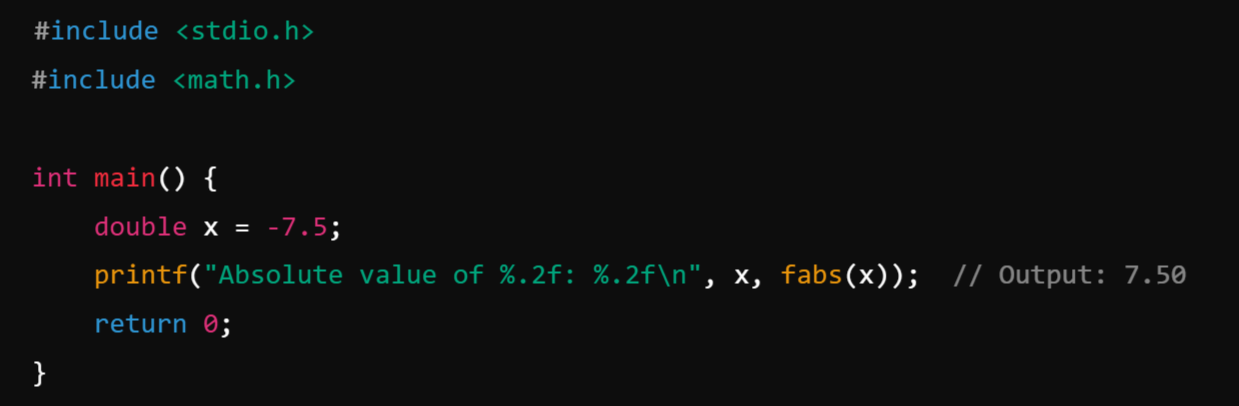 #include <stdio.h>
#include <math.h>
int main() {
    double x = -7.5;
    printf("Absolute value of %.2f: %.2f\n", x, fabs(x));  // Output: 7.50
    return 0;
}